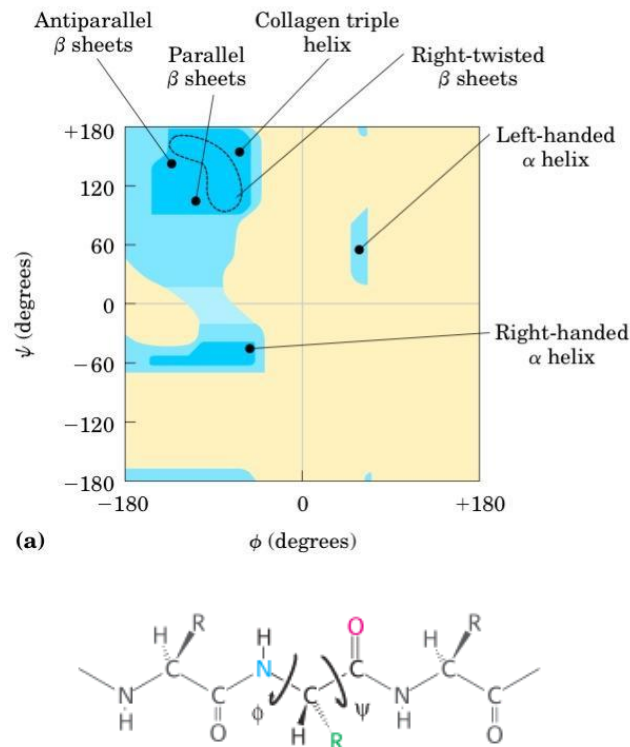 Antiparallel
β sheets
Parallel
β sheets
Collagen triple
helix
Right-twisted
β sheets
Left-handed
α helix
Right-handed
α helix
+180
120
60
0
−60
−120
−180
ψ (degrees)
−180
0
+180
(a)
ϕ (degrees)
H
R
H
O
H
R
N
C
C
N
C
C
N
C
C
H
O
ϕ
H
R
ψ
H
O